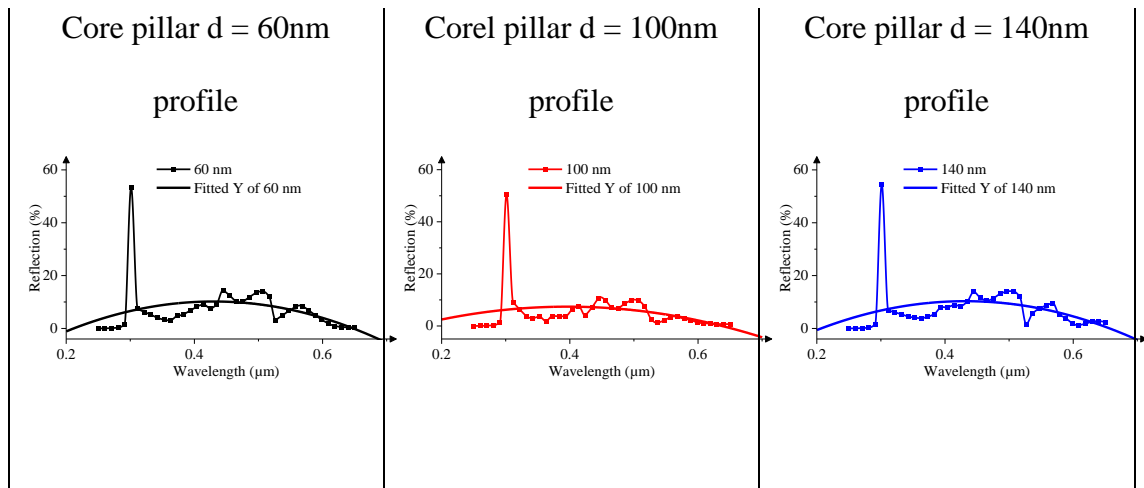 Core pillar d = 60nm
profile
60 nm
Fitted Y of 60 nm
Reflection (%)
60
40
20
0
0.2
0.4
0.6
Wavelength (µm)
Corel pillar d = 100nm
profile
100 nm
Fitted Y of 100 nm
Reflection (%)
60
40
20
0
0.2
0.4
0.6
Wavelength (µm)
Core pillar d = 140nm
profile
140 nm
Fitted Y of 140 nm
Reflection (%)
60
40
20
0
0.2
0.4
0.6
Wavelength (µm)